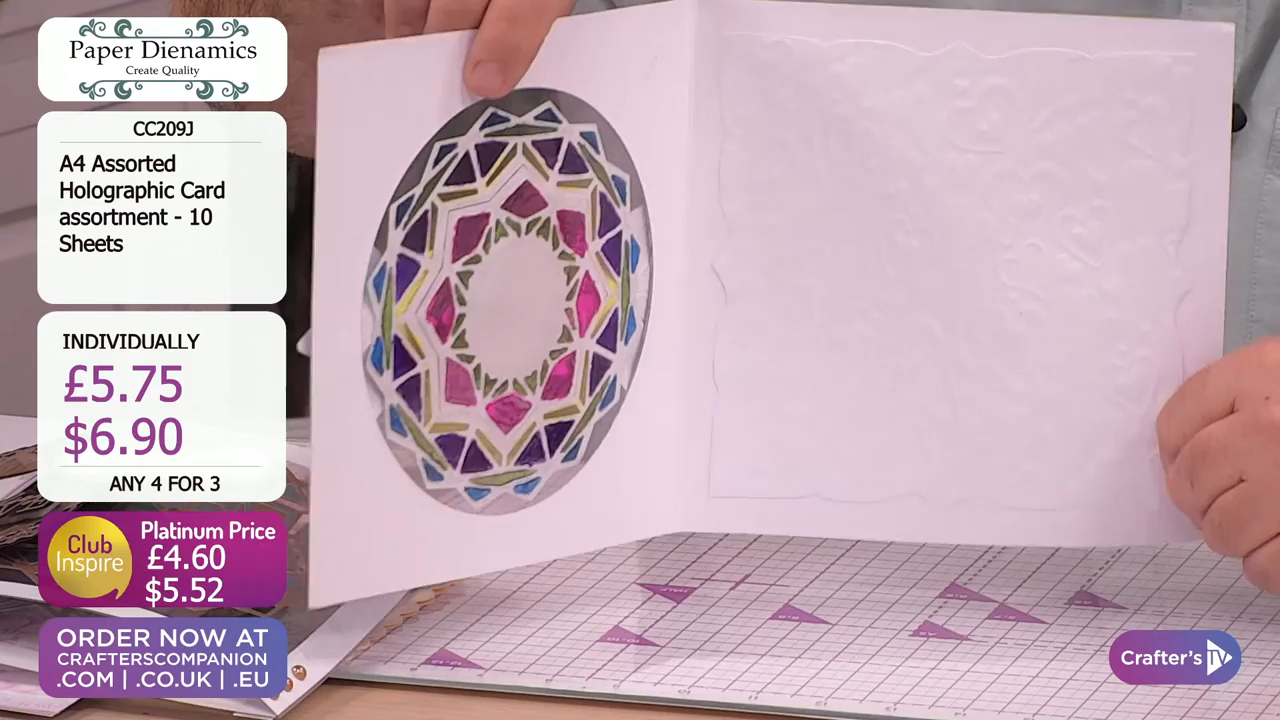 Paper Dienamics
Create Quality
CC209J
A4 Assorted
Holographic Card
assortment - 10
Sheets
INDIVIDUALLY
£5.75
$6.90
ANY 4 FOR 3
Club
Inspire
Platinum Price
£4.60
$5.52
ORDER NOW AT
CRAFTERSCOMPANION
.COM | .CO.UK | .EU
Crafter's TV